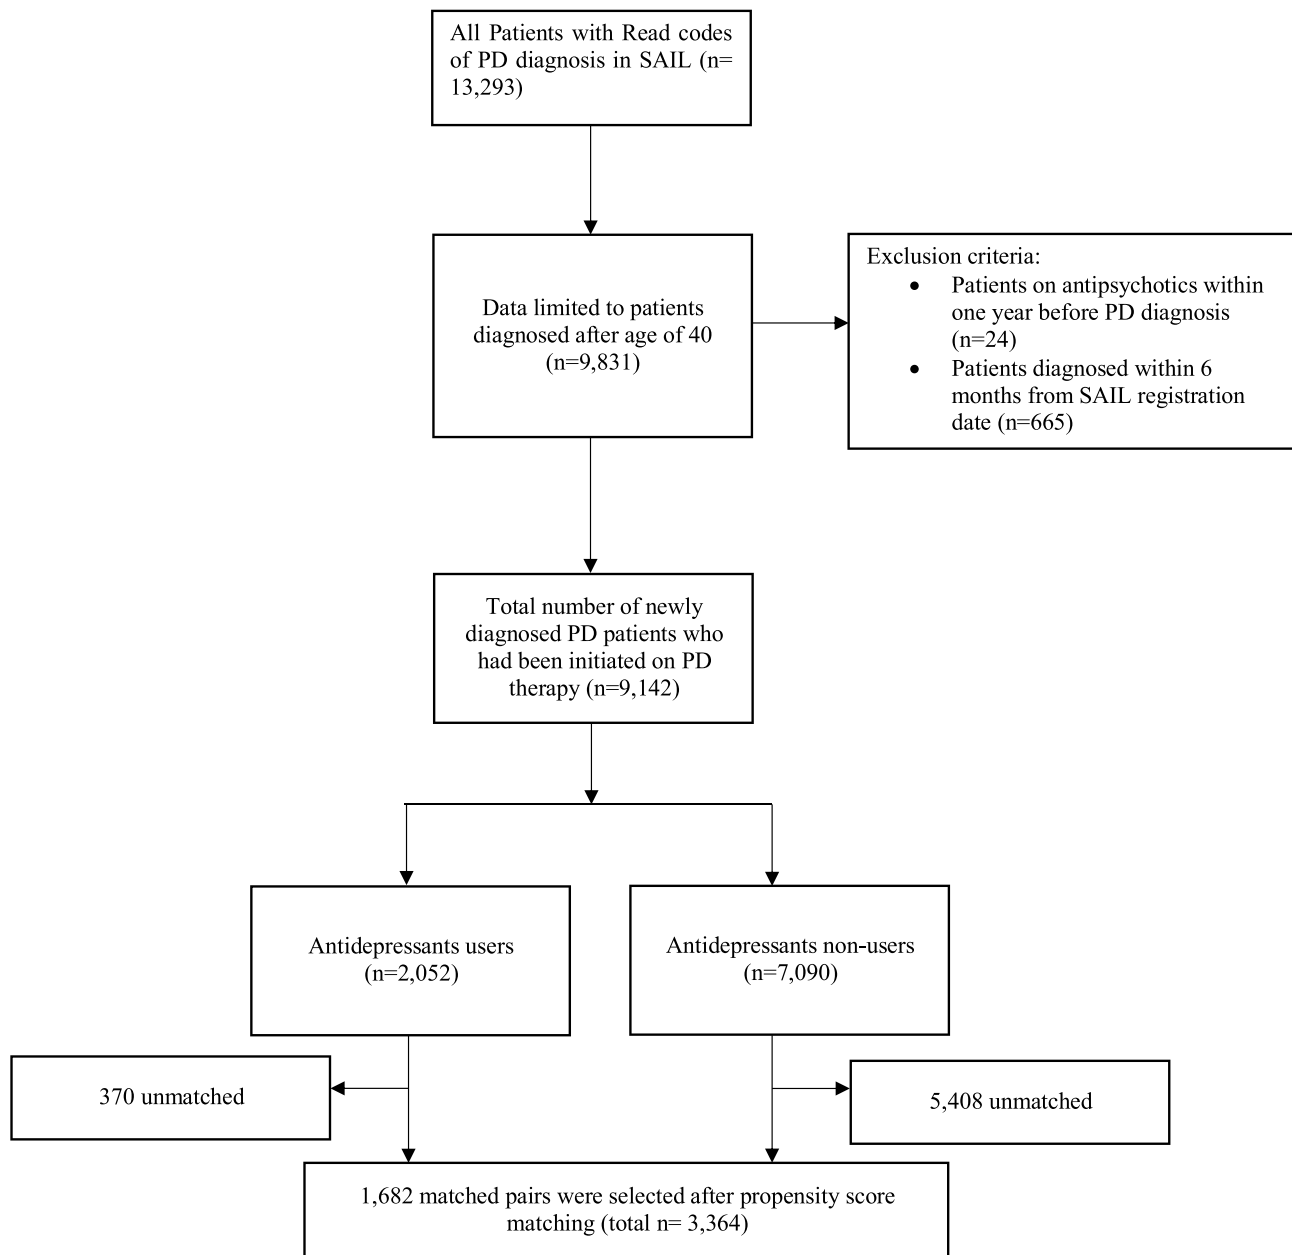 All Patients with Read codes
of PD diagnosis in SAIL (n=
13,293)
Data limited to patients
diagnosed after age of 40
(n=9,831)
Exclusion criteria:
• Patients on antipsychotics within
one year before PD diagnosis
(n=24)
• Patients diagnosed within 6
months from SAIL registration
date (n=665)
Total number of newly
diagnosed PD patients who
had been initiated on PD
therapy (n=9,142)
Antidepressants users
(n=2,052)
Antidepressants non-users
(n=7,090)
370 unmatched
5,408 unmatched
1,682 matched pairs were selected after propensity score
matching (total n= 3,364)